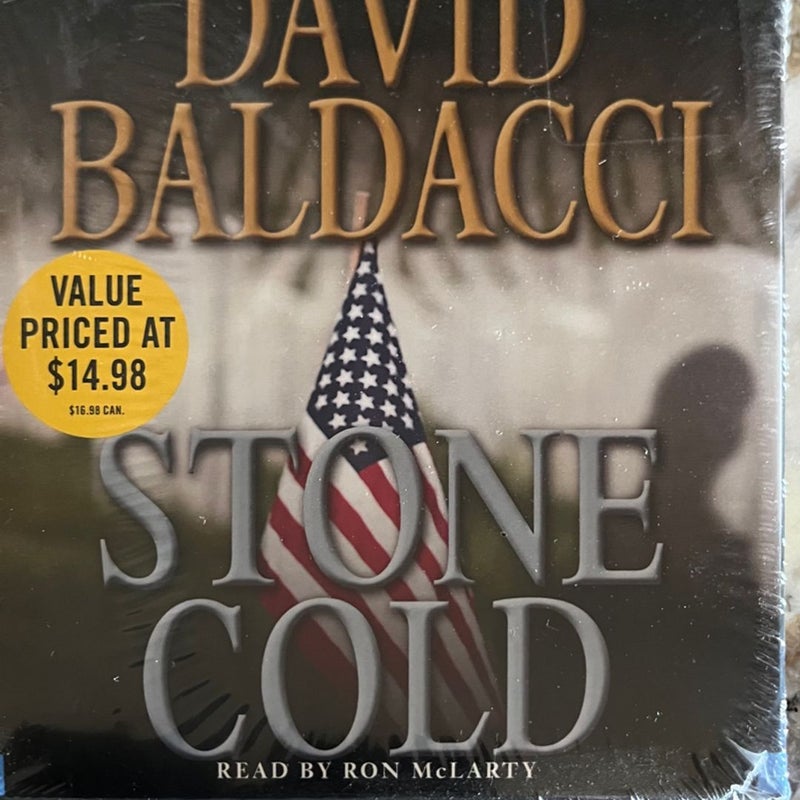 DAVID
BALDACCI
VALUE
PRICED AT
$14.98
$16.98 CAN.
STONE
COLD
READ BY RON McLARTY